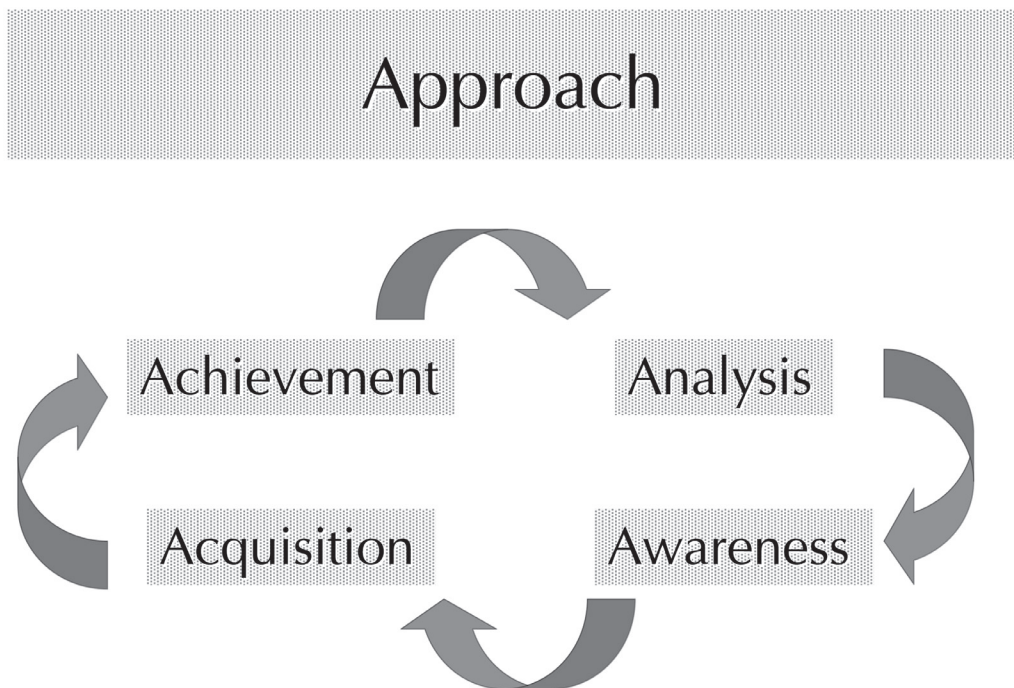 Approach
Achievement
Analysis
Acquisition
Awareness